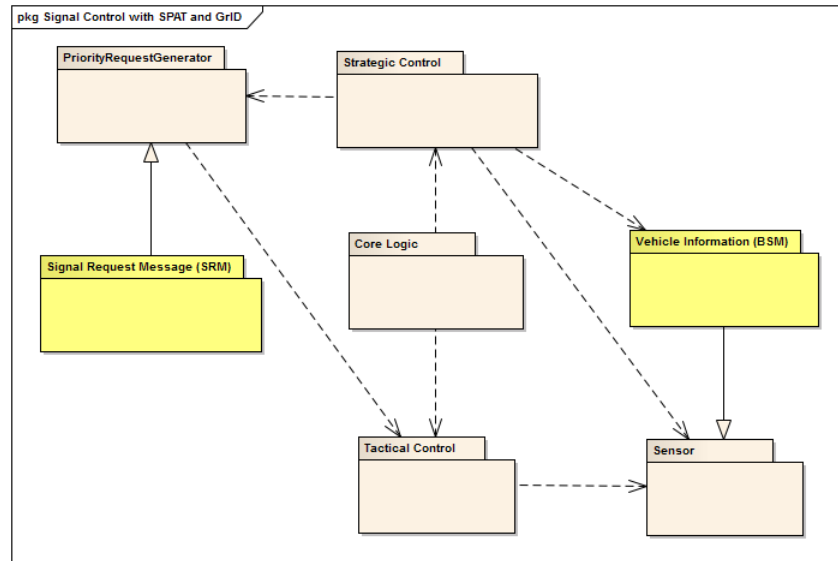 pkg Signal Control with SPAT and GrID
PriorityRequestGenerator
Strategic Control
Core Logic
Vehicle Information (BSM)
Signal Request Message (SRM)
Tactical Control
Sensor